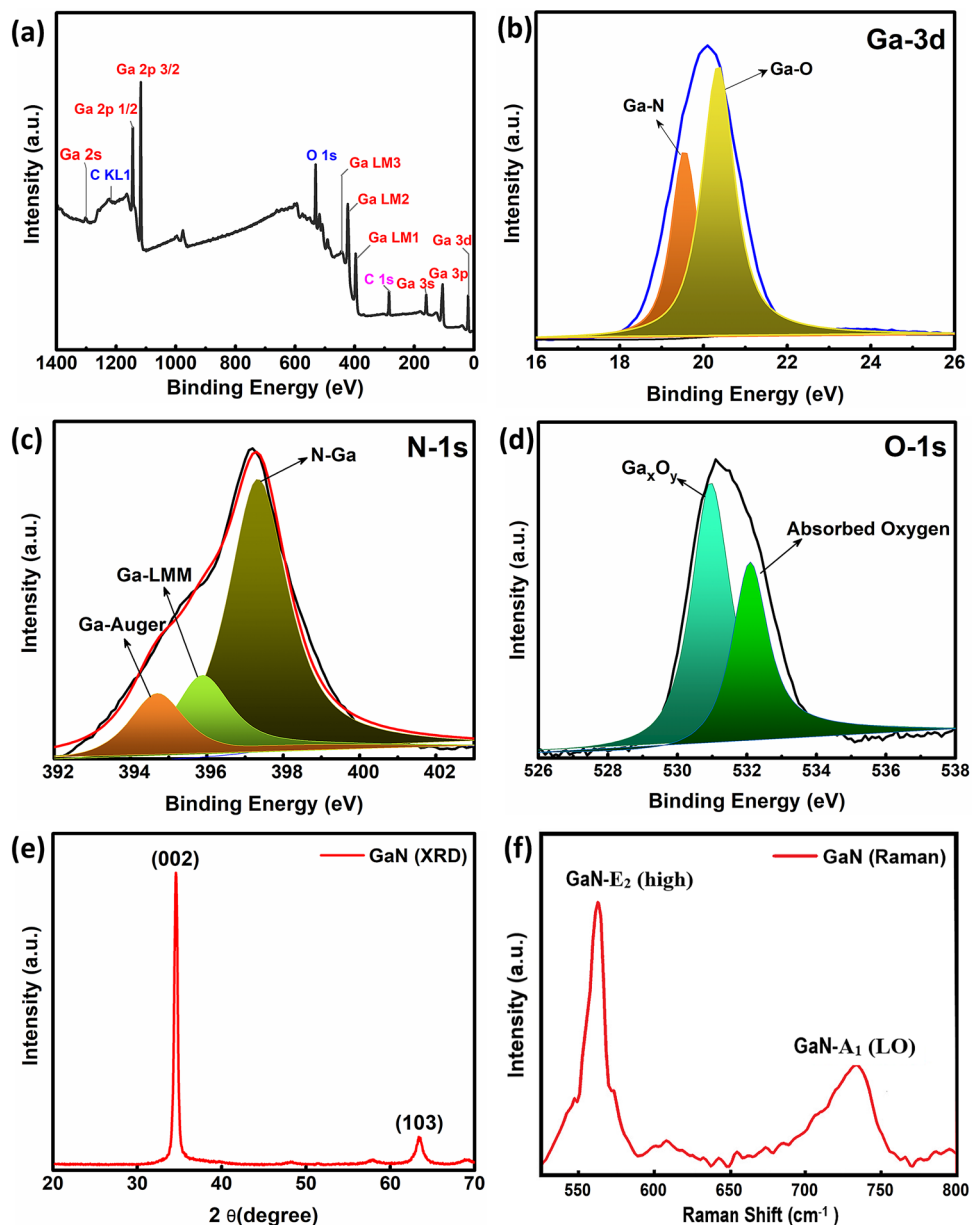 (a)
Ga 2p 3/2
Ga 2p 1/2
Ga 2s
C KL1
O 1s
Ga LM3
Ga LM2
Ga LM1
Ga 3d
C 1s
Ga 3s
Ga 3p
Intensity (a.u.)
1400 1200 1000 800 600 400 200 0
Binding Energy (eV)
(b)
Ga-3d
Ga-O
Ga-N
Intensity (a.u.)
16 18 20 22 24 26
Binding Energy (eV)
(c)
N-1s
N-Ga
Ga-LMM
Ga-Auger
Intensity (a.u.)
392 394 396 398 400 402
Binding Energy (eV)
(d)
O-1s
GaxOy
Absorbed Oxygen
Intensity (a.u.)
526 528 530 532 534 536 538
Binding Energy (eV)
(e)
GaN (XRD)
(002)
(103)
Intensity (a.u.)
20 30 40 50 60 70
2 θ(degree)
(f)
GaN (Raman)
GaN-E₂ (high)
GaN-A₁ (LO)
Intensity (a.u.)
550 600 650 700 750 800
Raman Shift (cm⁻¹)